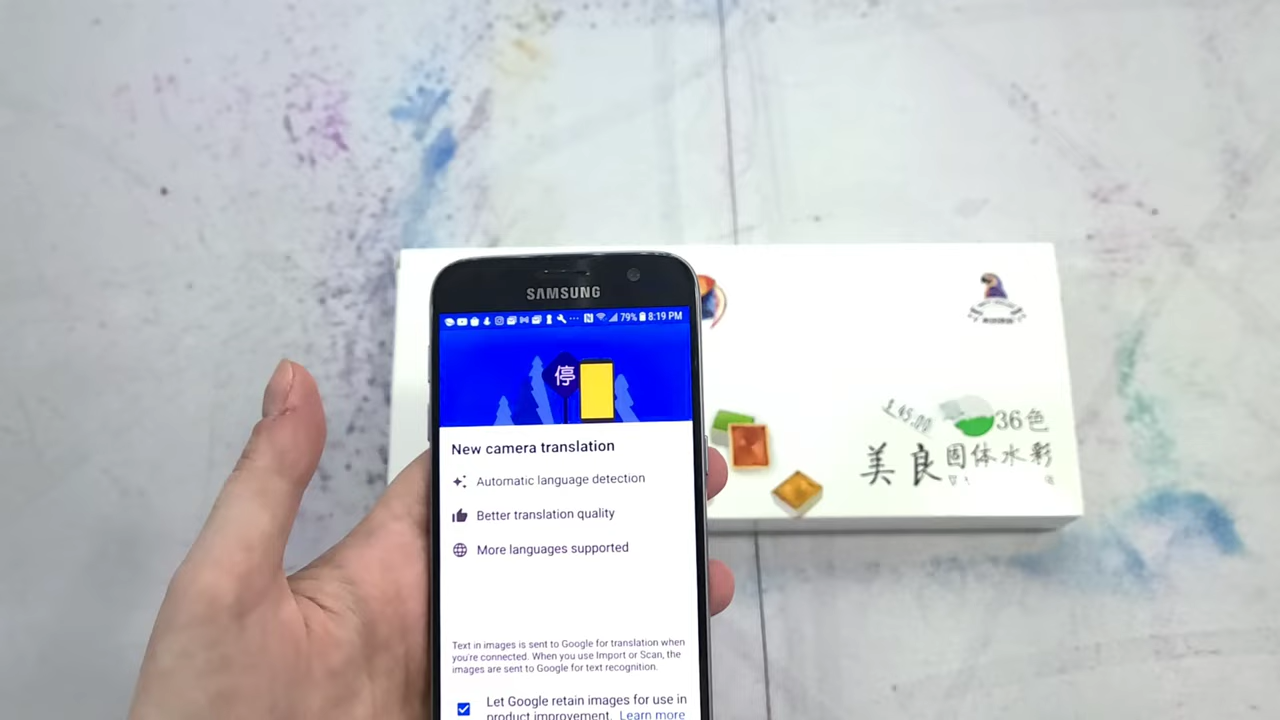 SAMSUNG
79% 8:19 PM
停
New camera translation
Automatic language detection
Better translation quality
More languages supported
Text in images is sent to Google for translation when
you're connected. When you use Import or Scan, the
images are sent to Google for text recognition.
Let Google retain images for use in
product improvement. Learn more
36色
美良固体水彩